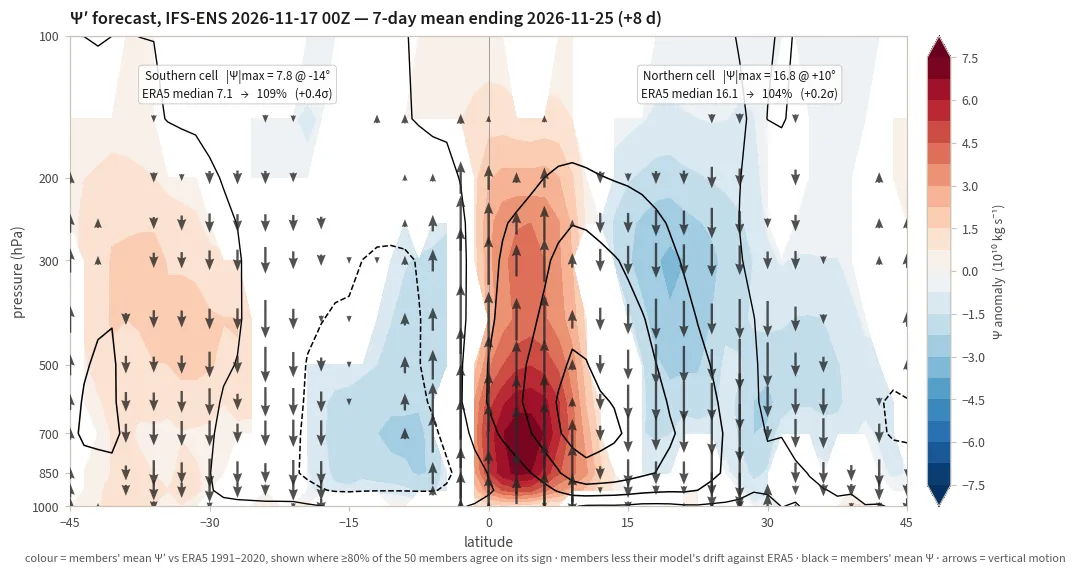 Ψ′ forecast, IFS-ENS 2026-11-17 00Z — 7-day mean ending 2026-11-25 (+8 d)
Southern cell |Ψ|max = 7.8 @ -14°
ERA5 median 7.1 → 109% (+0.4σ)
Northern cell |Ψ|max = 16.8 @ +10°
ERA5 median 16.1 → 104% (+0.2σ)
pressure (hPa)
100
200
300
400
500
700
850
1000
−45
−30
−15
0
15
30
45
latitude
7.5
6.0
4.5
3.0
1.5
0.0
−1.5
−3.0
−4.5
−6.0
−7.5
Ψ anomaly (10¹⁰ kg s⁻¹)
colour = members' mean Ψ′ vs ERA5 1991–2020, shown where ≥80% of the 50 members agree on its sign · members less their model's drift against ERA5 · black = members' mean Ψ · arrows = vertical motion